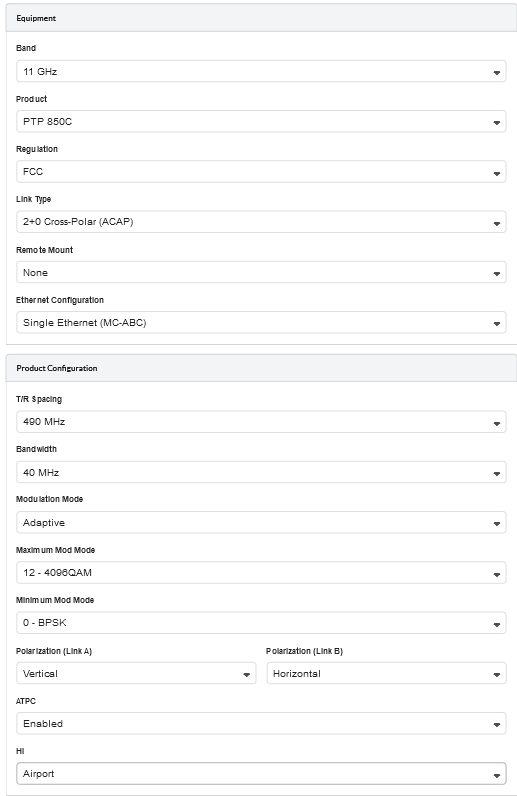 Equipment
Band
11 GHz
Product
PTP 850C
Regulation
FCC
Link Type
2+0 Cross-Polar (ACAP)
Remote Mount
None
Ethernet Configuration
Single Ethernet (MC-ABC)
Product Configuration
T/R Spacing
490 MHz
Bandwidth
40 MHz
Modulation Mode
Adaptive
Maximum Mod Mode
12 - 4096QAM
Minimum Mod Mode
0 - BPSK
Polarization (Link A) Polarization (Link B)
Vertical Horizontal
ATPC
Enabled
HI
Airport